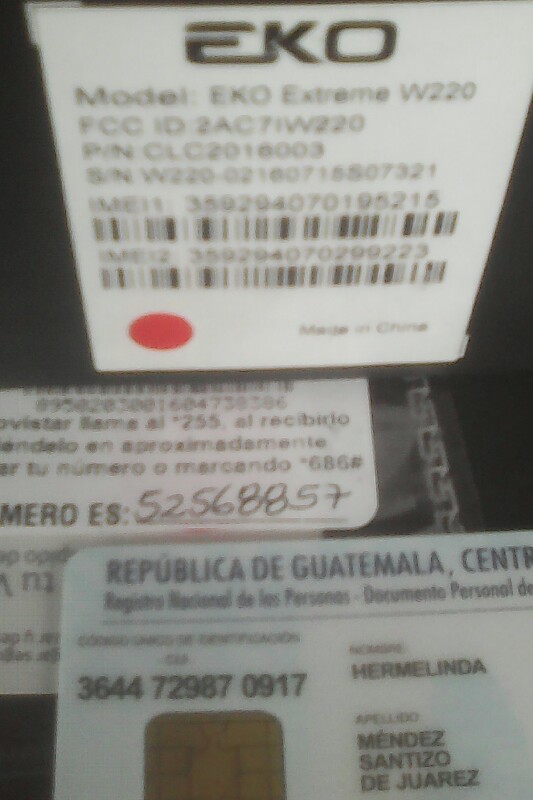 EKO
Model: EKO Extreme W220
FCC ID:2AC7IW220
P/N:CLC2016003
S/N:W220-02160715S07321
IMEI1: 359294070195215
IMEI2: 359294070299223
Made in China
ovistar llama al *255, al recibirlo
iéndelo en aproximadamente
ar tu número o marcando *686#
MERO ES: 52568857
REPÚBLICA DE GUATEMALA, CENTR
Registro Nacional de las Personas - Documento Personal de
CÓDIGO ÚNICO DE IDENTIFICACIÓN
CUI
3644 72987 0917
NOMBRE:
HERMELINDA
APELLIDO:
MÉNDEZ
SANTIZO
DE JUAREZ